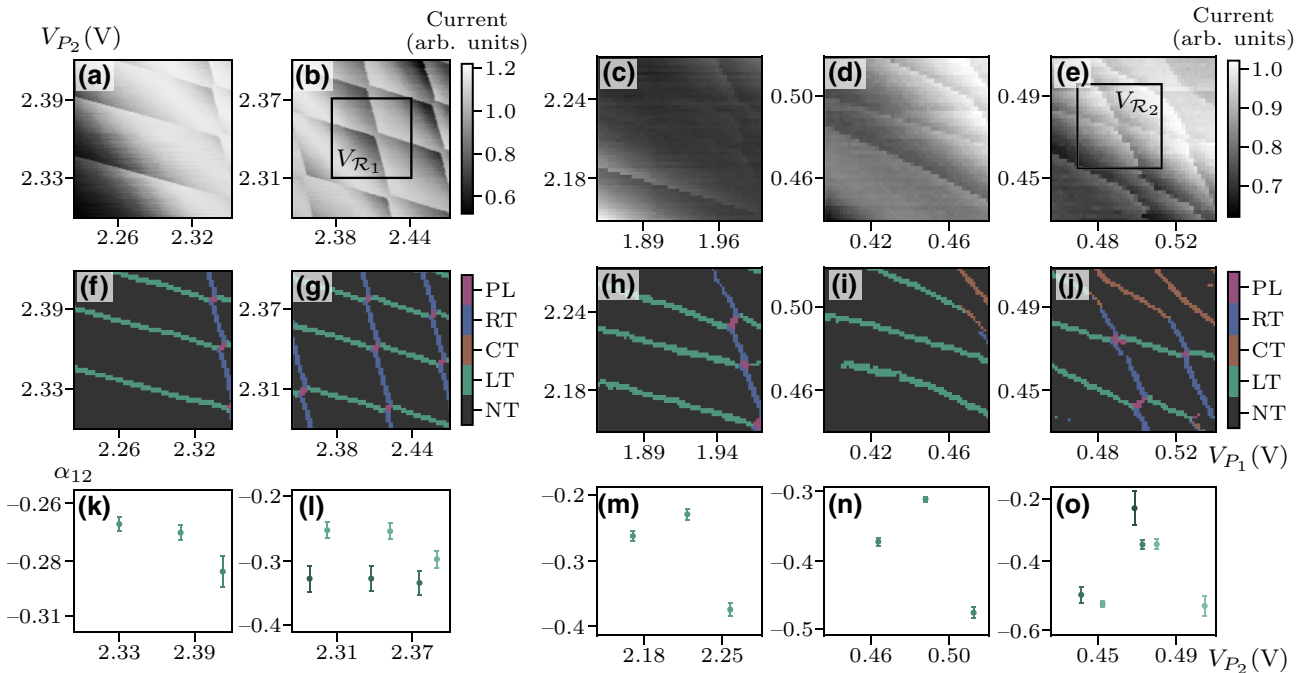 V_{P_2}(V)
Current
(arb. units)
Current
(arb. units)
(a)
2.39
2.33
2.26 2.32
(b)
V_{R_1}
2.37
2.31
2.38 2.44
1.2
1.0
0.8
0.6
(c)
2.24
2.18
1.89 1.96
(d)
0.50
0.46
0.42 0.46
(e)
V_{R_2}
0.49
0.45
0.48 0.52
1.0
0.9
0.8
0.7
(f)
2.39
2.33
2.26 2.32
(g)
2.37
2.31
2.38 2.44
PL
RT
CT
LT
NT
(h)
2.24
2.18
1.89 1.94
(i)
0.50
0.46
0.42 0.46
(j)
0.49
0.45
0.48 0.52
PL
RT
CT
LT
NT
V_{P_1}(V)
α_{12}
(k)
−0.26
−0.28
−0.31
2.33 2.39
(l)
−0.2
−0.3
−0.4
2.31 2.37
(m)
−0.2
−0.3
−0.4
2.18 2.25
(n)
−0.3
−0.4
−0.5
0.46 0.50
(o)
−0.2
−0.4
−0.6
0.45 0.49
V_{P_2}(V)